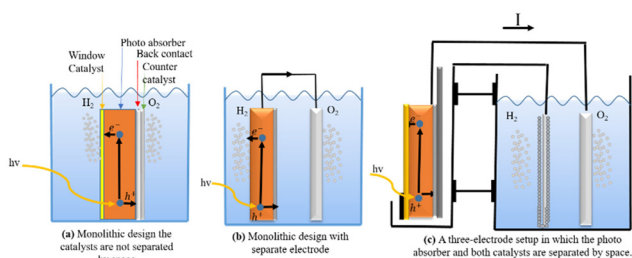 Photo absorber
Window
Back contact
Catalyst
Counter
catalyst
H2
O2
e−
hv
h+
(a) Monolithic design the
catalysts are not separated
H2
O2
e−
hv
h+
(b) Monolithic design with
separate electrode
I
H2
O2
e
hv
h+
(c) A three-electrode setup in which the photo
absorber and both catalysts are separated by space.